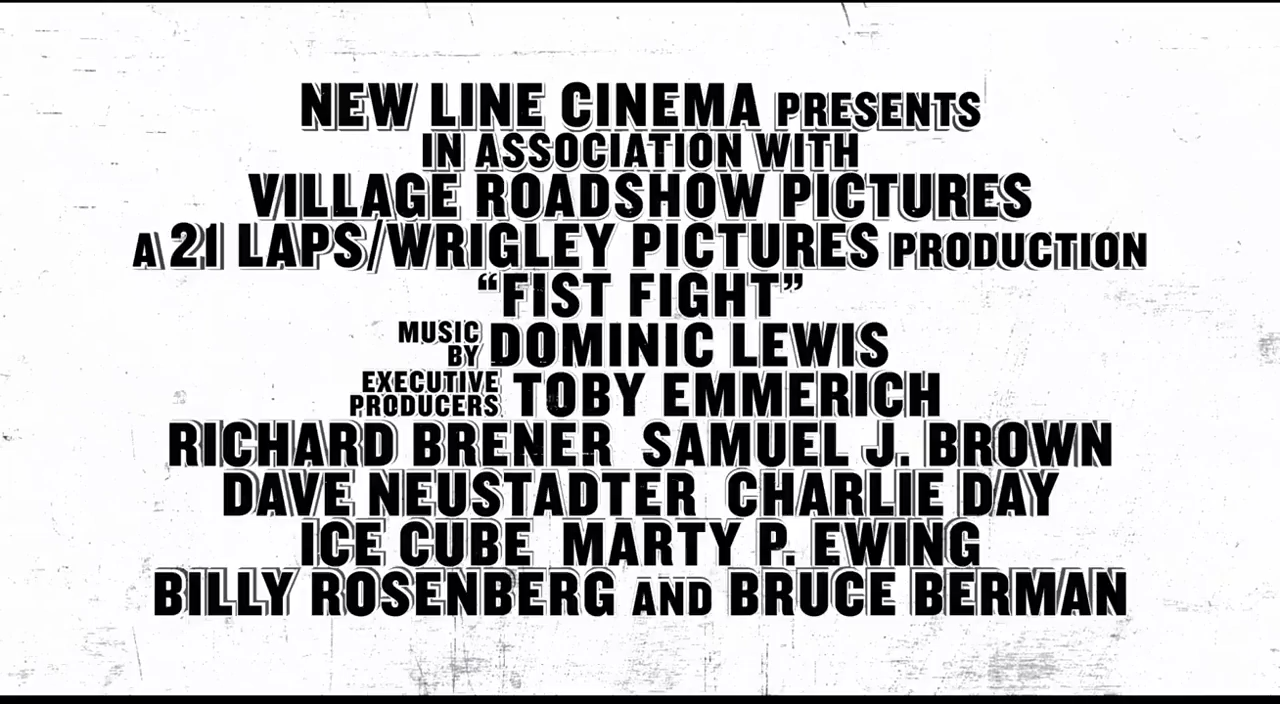 NEW LINE CINEMA PRESENTS
IN ASSOCIATION WITH
VILLAGE ROADSHOW PICTURES
A 21 LAPS/WRIGLEY PICTURES PRODUCTION
“FIST FIGHT”
MUSIC BY DOMINIC LEWIS
EXECUTIVE PRODUCERS TOBY EMMERICH
RICHARD BRENER SAMUEL J. BROWN
DAVE NEUSTADTER CHARLIE DAY
ICE CUBE MARTY P. EWING
BILLY ROSENBERG AND BRUCE BERMAN